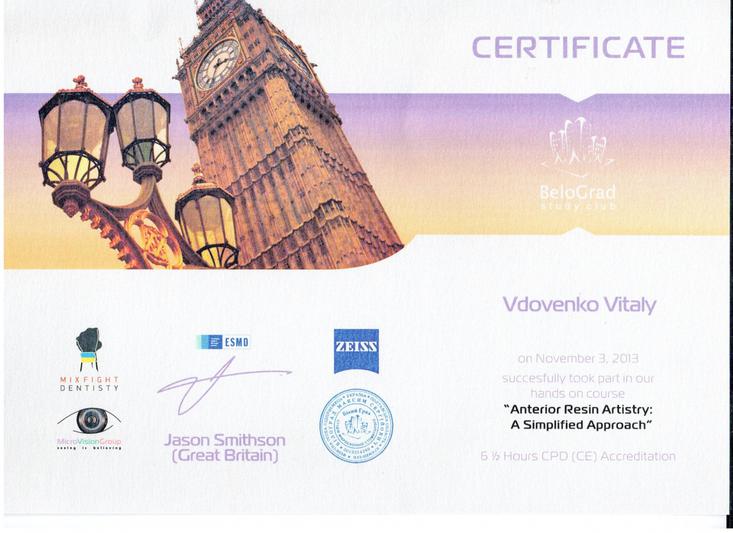 CERTIFICATE
BeloGrad
study club
Vdovenko Vitaly
on November 3, 2013
succesfully took part in our
hands on course
"Anterior Resin Artistry:
A Simplified Approach"
6 ½ Hours CPD (CE) Accreditation
MIXFIGHT
DENTISTY
MicroVisionGroup
seeing is believing
ESMD
Jason Smithson
(Great Britain)
ZEISS